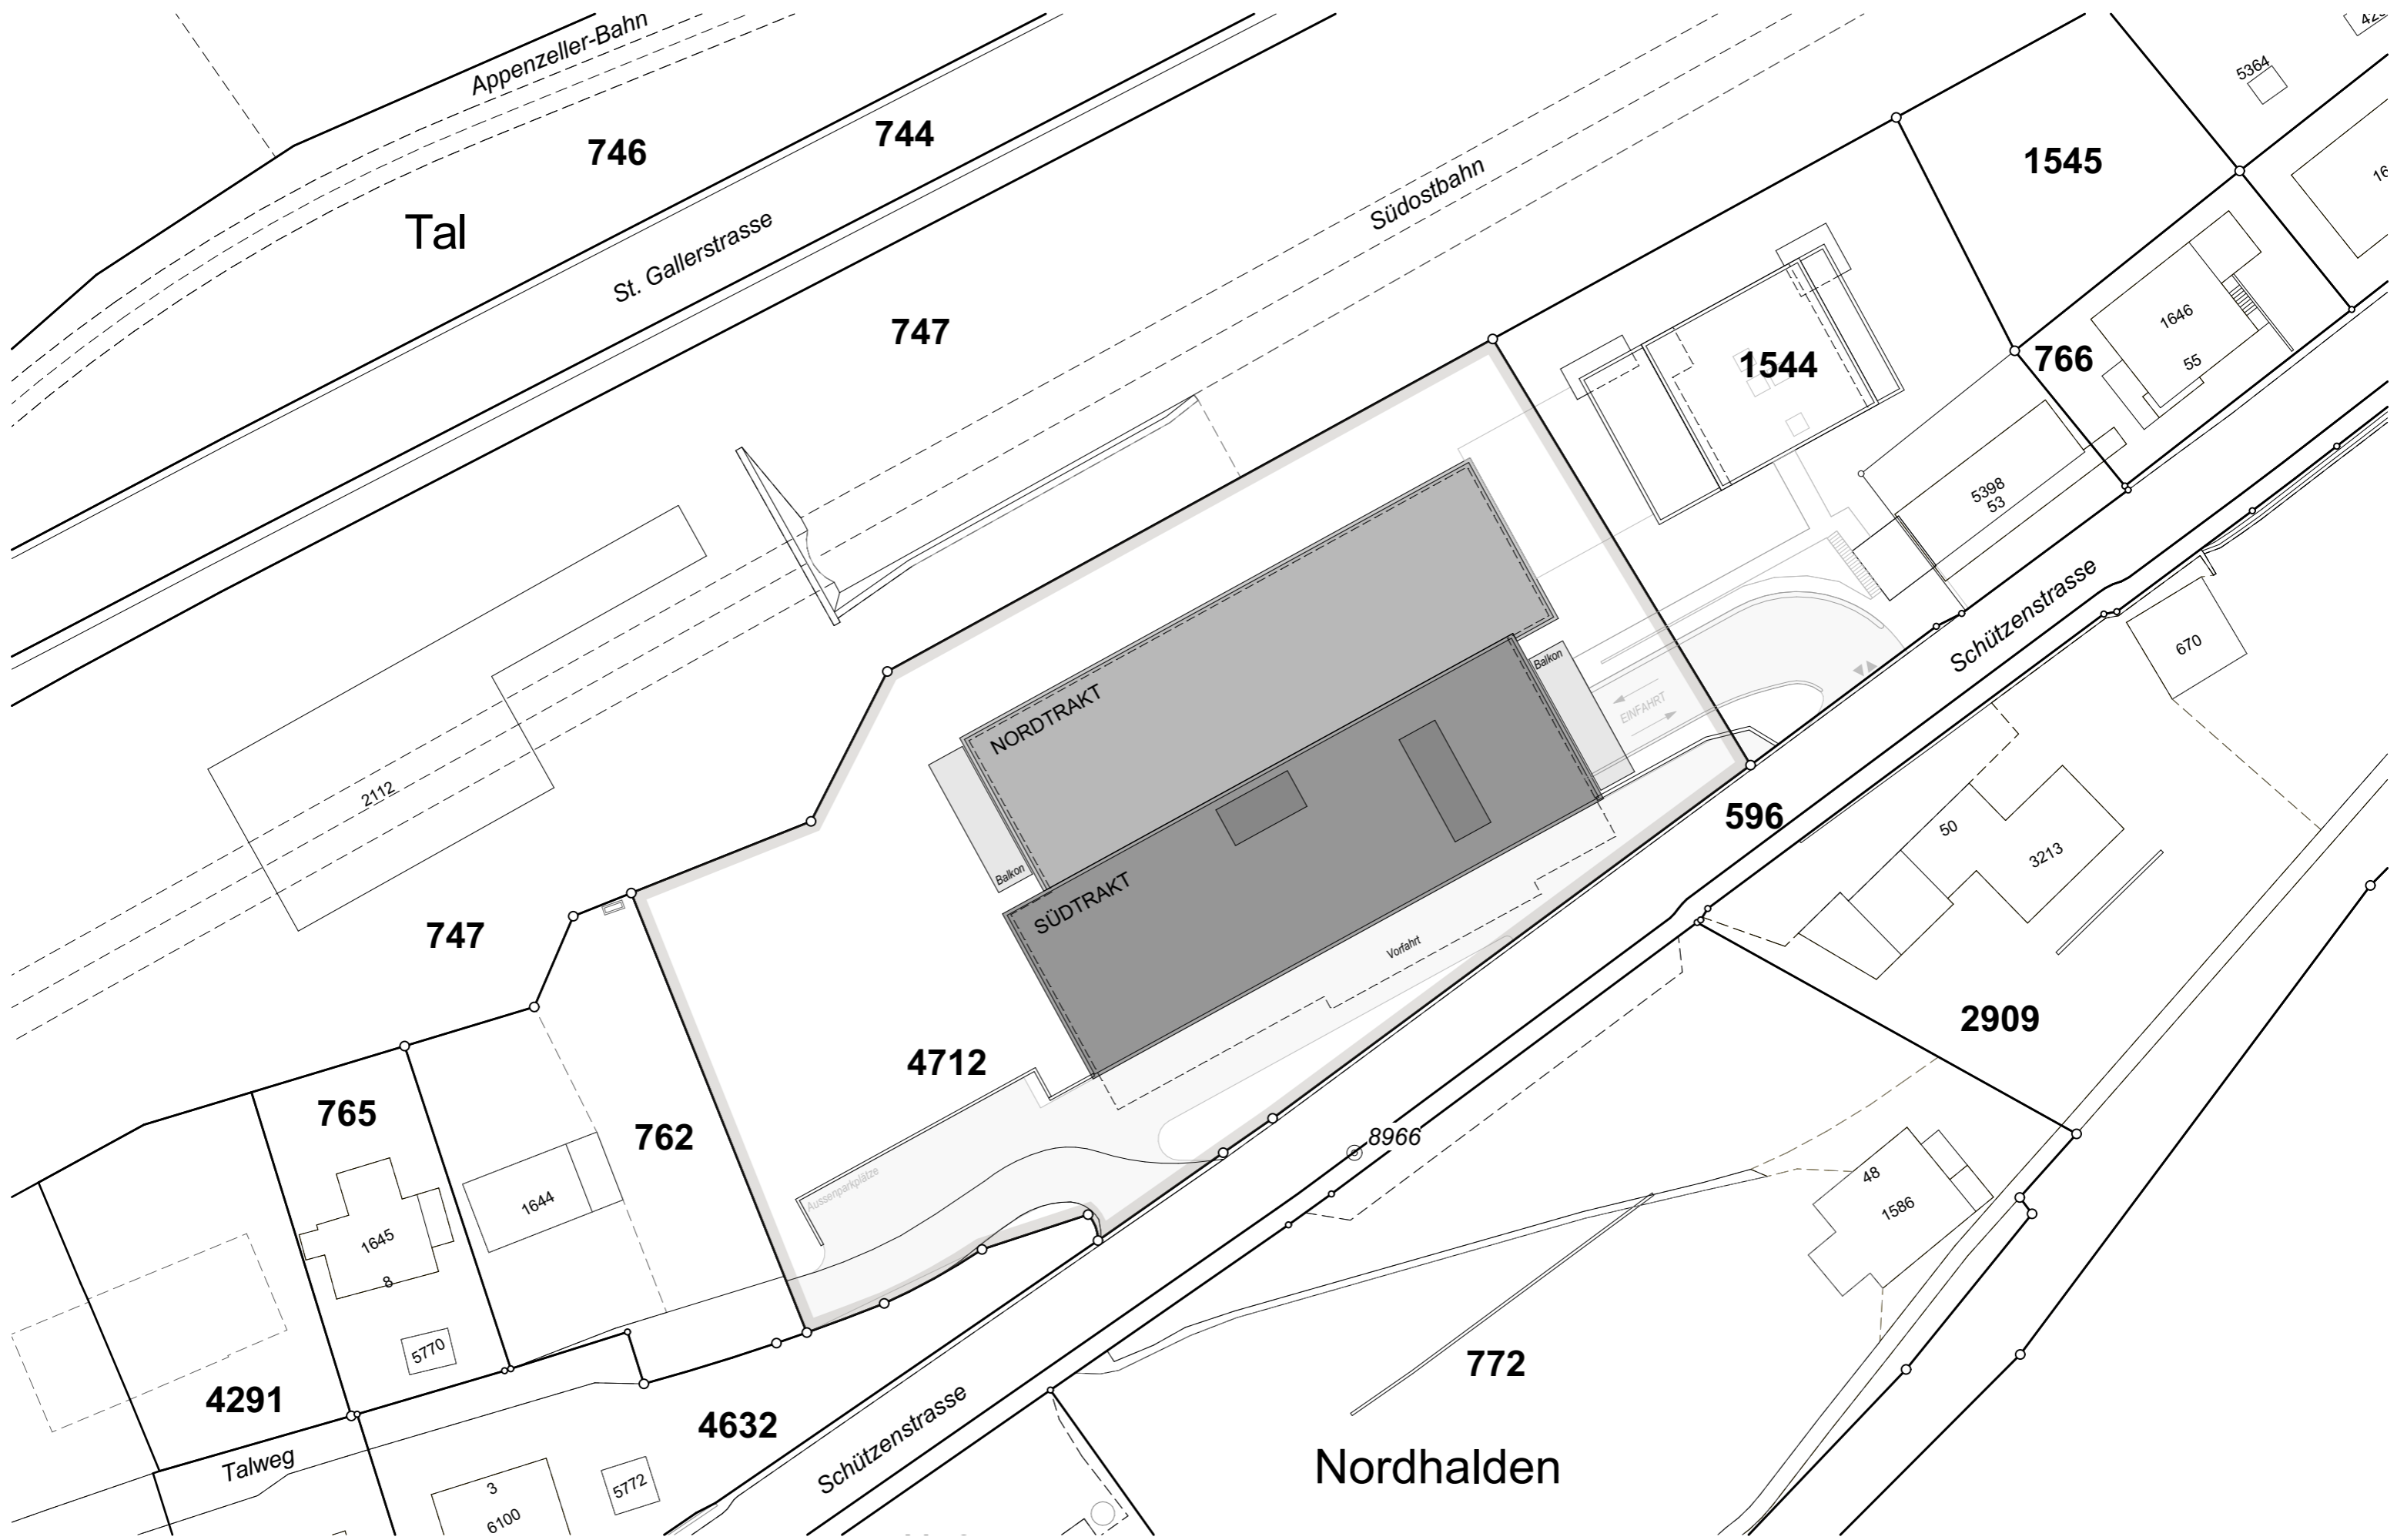 Appenzeller-Bahn
746
744
Tal
St. Gallerstrasse
747
Südostbahn
1545
5364
1544
766
1646
55
5398
53
Schützenstrasse
670
NORDTRAKT
Balkon
EINFAHRT
2112
Balkon
SÜDTRAKT
Vorfahrt
596
50
3213
747
2909
4712
765
762
8966
Aussenparkplätze
1644
1645
48
1586
5770
772
4291
4632
Schützenstrasse
Talweg
Nordhalden
3
6100
5772